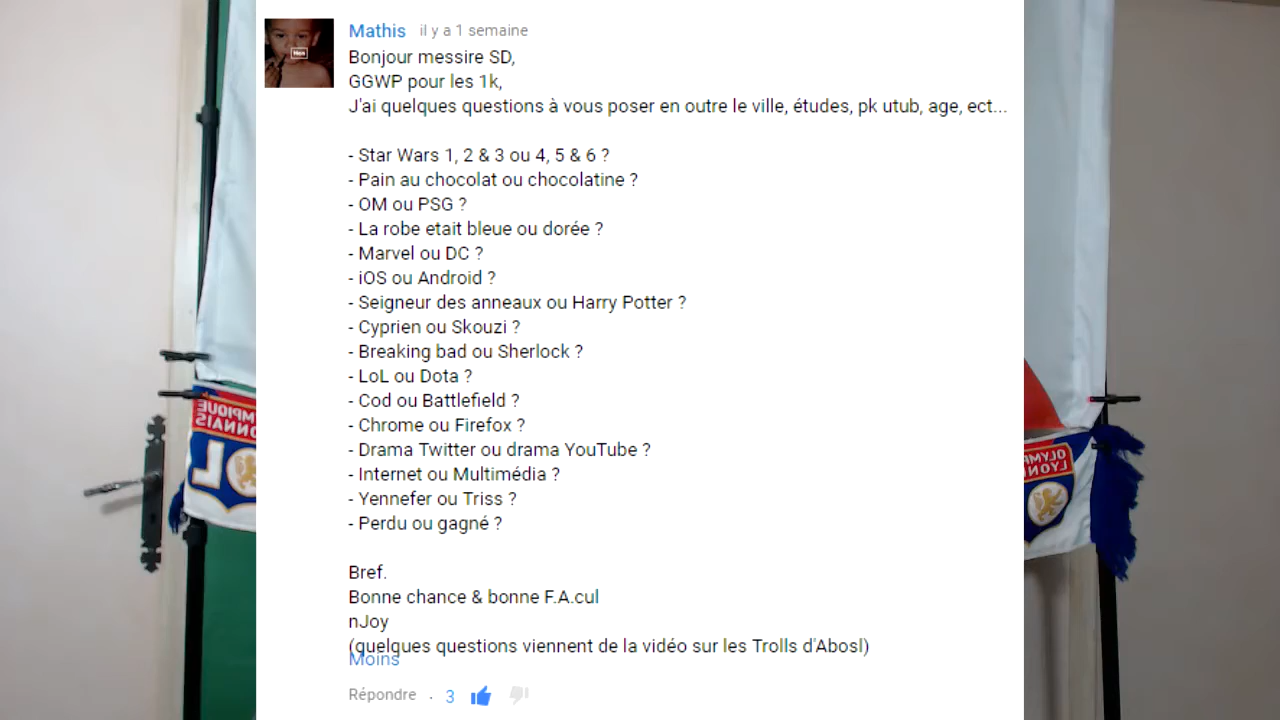 Mathis il y a 1 semaine
Bonjour messire SD,
GGWP pour les 1k,
J'ai quelques questions à vous poser en outre le ville, études, pk utub, age, ect...
- Star Wars 1, 2 & 3 ou 4, 5 & 6 ?
- Pain au chocolat ou chocolatine ?
- OM ou PSG ?
- La robe etait bleue ou dorée ?
- Marvel ou DC ?
- iOS ou Android ?
- Seigneur des anneaux ou Harry Potter ?
- Cyprien ou Skouzi ?
- Breaking bad ou Sherlock ?
- LoL ou Dota ?
- Cod ou Battlefield ?
- Chrome ou Firefox ?
- Drama Twitter ou drama YouTube ?
- Internet ou Multimédia ?
- Yennefer ou Triss ?
- Perdu ou gagné ?
Bref.
Bonne chance & bonne F.A.cul
nJoy
(quelques questions viennent de la vidéo sur les Trolls d'Abosl)
Moins
Répondre · 3